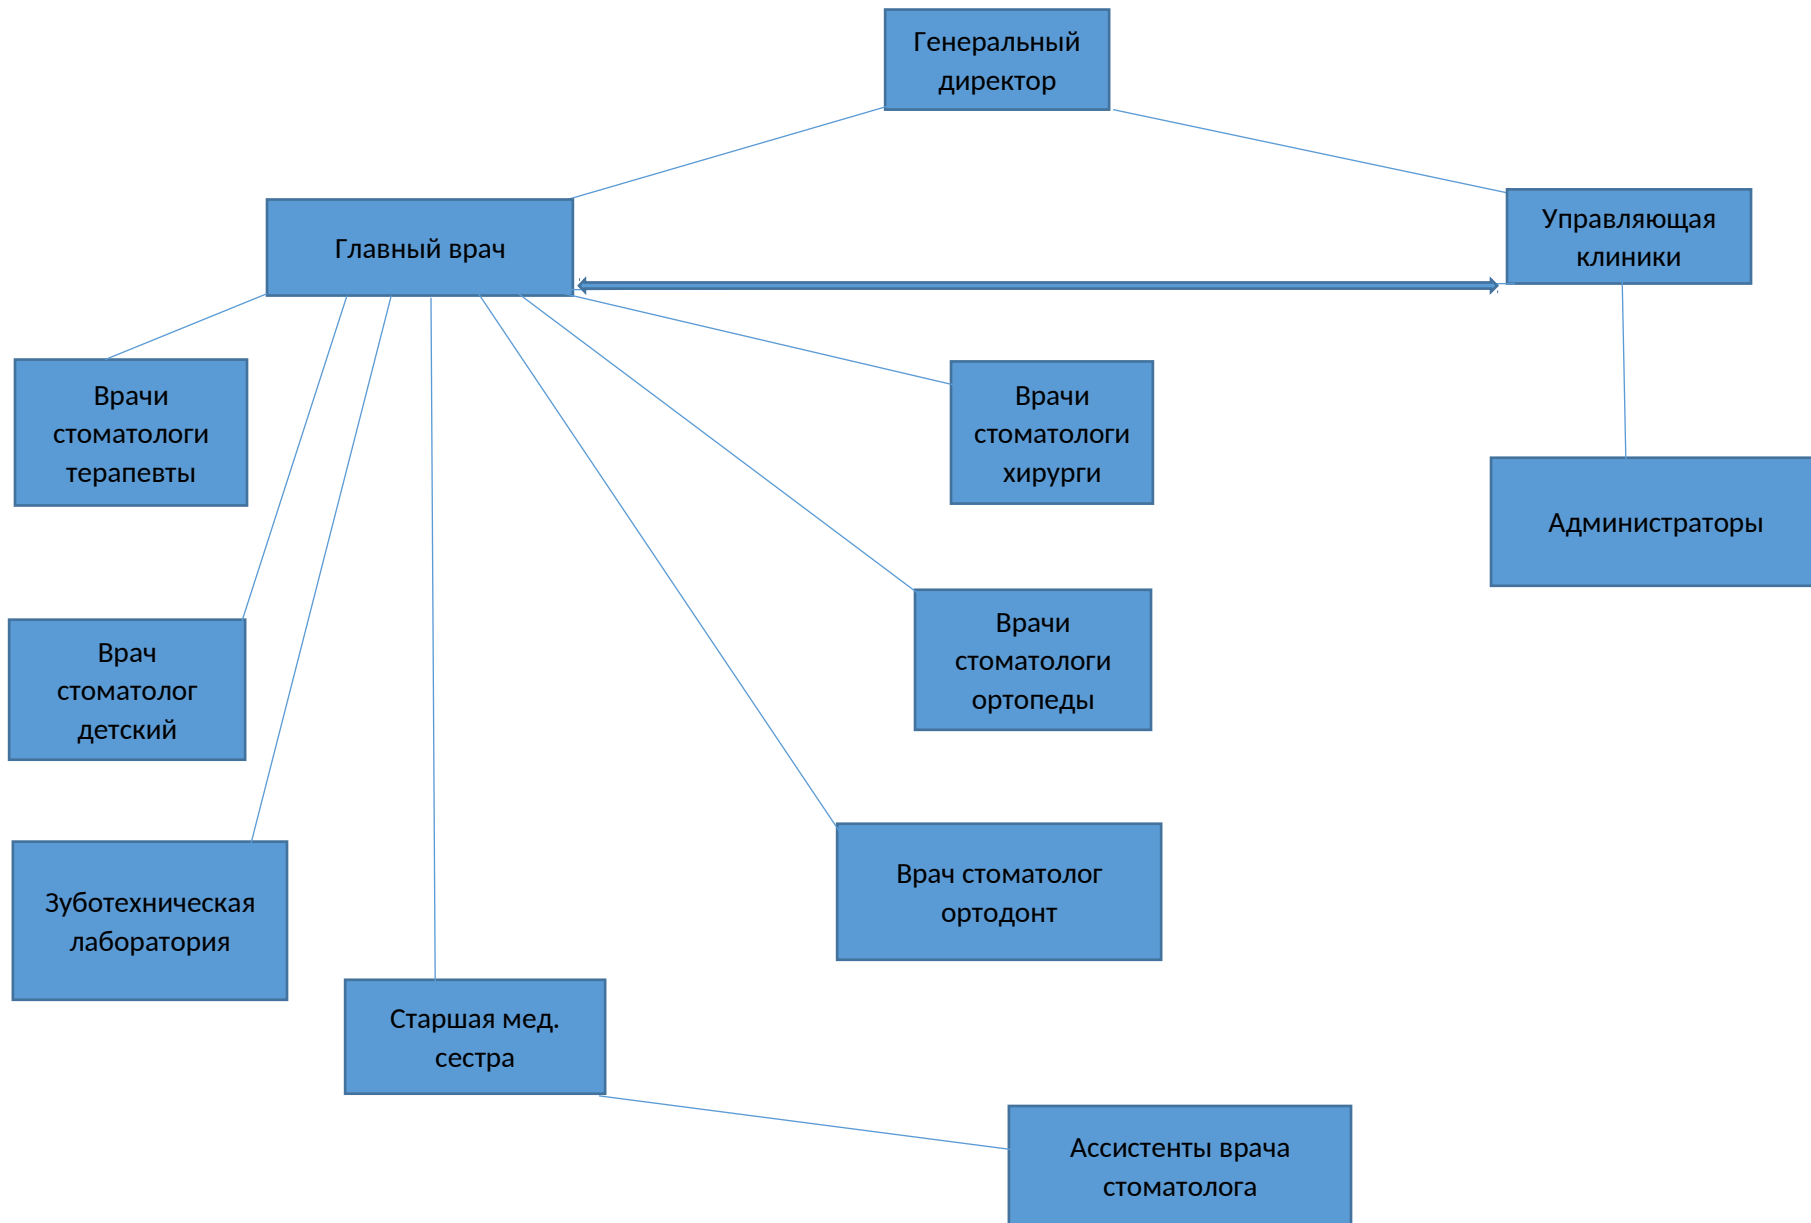 Генеральный
директор
Главный врач
Управляющая
клиники
Врачи
стоматологи
терапевты
Врачи
стоматологи
хирурги
Администраторы
Врач
стоматолог
детский
Врачи
стоматологи
ортопеды
Зуботехническая
лаборатория
Врач стоматолог
ортодонт
Старшая мед.
сестра
Ассистенты врача
стоматолога